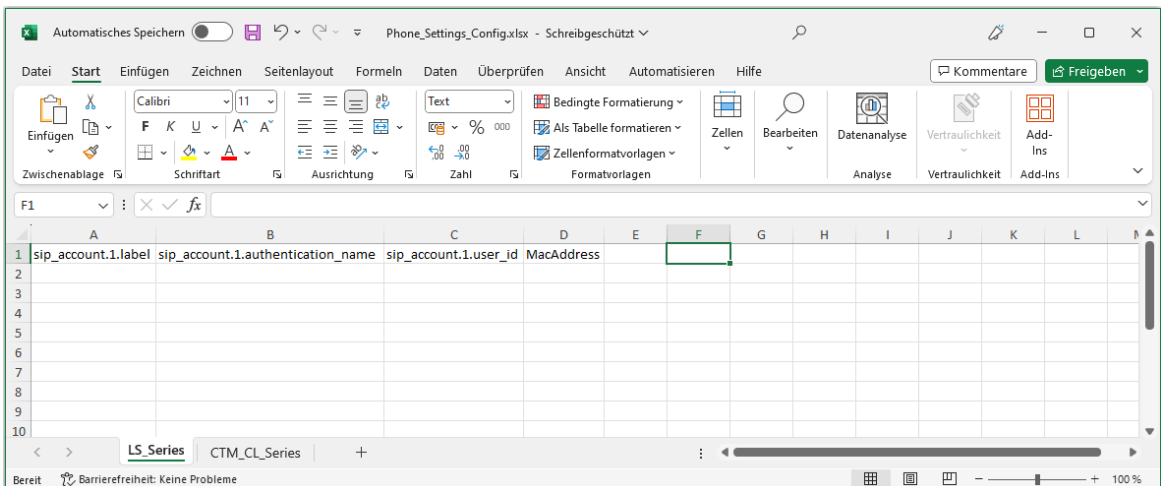 Automatisches Speichern Phone_Settings_Config.xlsx - Schreibgeschützt
Datei Start Einfügen Zeichnen Seitenlayout Formeln Daten Überprüfen Ansicht Automatisieren Hilfe Kommentare Freigeben
Calibri 11 Text Bedingte Formatierung
Einfügen F K U A A % 000 Als Tabelle formatieren Zellen Bearbeiten Datenanalyse Vertraulichkeit Add-Ins
A Zellenformatvorlagen
Zwischenablage Schriftart Ausrichtung Zahl Formatvorlagen Analyse Vertraulichkeit Add-Ins
F1 fx
A B C D E F G H I J K L
1 sip_account.1.label sip_account.1.authentication_name sip_account.1.user_id MacAddress
2
3
4
5
6
7
8
9
10
LS_Series CTM_CL_Series +
Bereit Barrierefreiheit: Keine Probleme - + 100 %